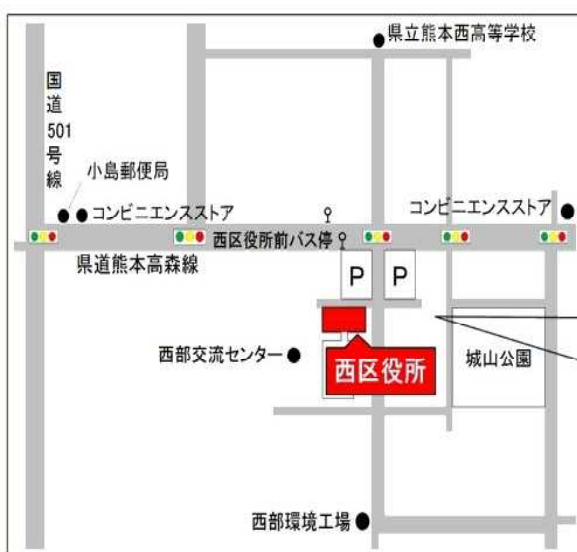 県立熊本西高等学校
国道501号線
小島郵便局
コンビニエンスストア
コンビニエンスストア
西区役所前バス停
県道熊本高森線
P
P
西部交流センター
西区役所
城山公園
西部環境工場